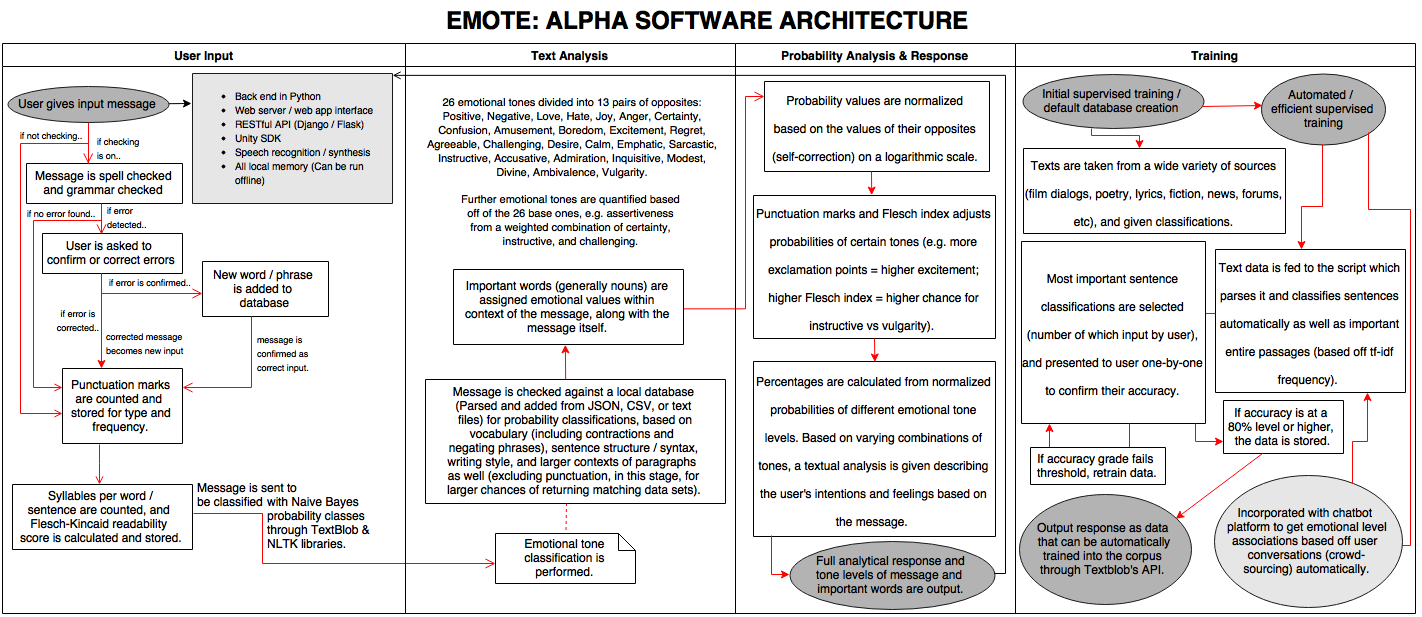 EMOTE: ALPHA SOFTWARE ARCHITECTURE
User Input
User gives input message
Back end in Python
Web server / web app interface
RESTful API (Django / Flask)
Unity SDK
Speech recognition / synthesis
All local memory (Can be run
offline)
if not checking..
if checking
is on..
Message is spell checked
and grammar checked
if no error found..
if error
detected..
User is asked to
confirm or correct errors
if error is confirmed..
New word / phrase
is added to
database
if error is
corrected..
corrected message
becomes new input
message is
confirmed as
correct input.
Punctuation marks
are counted and
stored for type and
frequency.
Syllables per word /
sentence are counted, and
Flesch-Kincaid readability
score is calculated and stored.
Message is sent to
be classified with Naive Bayes
probability classes
through TextBlob &
NLTK libraries.
Text Analysis
26 emotional tones divided into 13 pairs of opposites:
Positive, Negative, Love, Hate, Joy, Anger, Certainty,
Confusion, Amusement, Boredom, Excitement, Regret,
Agreeable, Challenging, Desire, Calm, Emphatic, Sarcastic,
Instructive, Accusative, Admiration, Inquisitive, Modest,
Divine, Ambivalence, Vulgarity.
Further emotional tones are quantified based
off of the 26 base ones, e.g. assertiveness
from a weighted combination of certainty,
instructive, and challenging.
Important words (generally nouns) are
assigned emotional values within
context of the message, along with the
message itself.
Message is checked against a local database
(Parsed and added from JSON, CSV, or text
files) for probability classifications, based on
vocabulary (including contractions and
negating phrases), sentence structure / syntax,
writing style, and larger contexts of paragraphs
as well (excluding punctuation, in this stage, for
larger chances of returning matching data sets).
Emotional tone
classification is
performed.
Probability Analysis & Response
Probability values are normalized
based on the values of their opposites
(self-correction) on a logarithmic scale.
Punctuation marks and Flesch index adjusts
probabilities of certain tones (e.g. more
exclamation points = higher excitement;
higher Flesch index = higher chance for
instructive vs vulgarity).
Percentages are calculated from normalized
probabilities of different emotional tone
levels. Based on varying combinations of
tones, a textual analysis is given describing
the user's intentions and feelings based on
the message.
Full analytical response and
tone levels of message and
important words are output.
Training
Initial supervised training /
default database creation
Automated /
efficient supervised
training
Texts are taken from a wide variety of sources
(film dialogs, poetry, lyrics, fiction, news, forums,
etc), and given classifications.
Most important sentence
classifications are selected
(number of which input by user),
and presented to user one-by-one
to confirm their accuracy.
Text data is fed to the script which
parses it and classifies sentences
automatically as well as important
entire passages (based off tf-idf
frequency).
If accuracy is at a
80% level or higher,
the data is stored.
If accuracy grade fails
threshold, retrain data.
Output response as data
that can be automatically
trained into the corpus
through Textblob's API.
Incorporated with chatbot
platform to get emotional level
associations based off user
conversations (crowd-
sourcing) automatically.